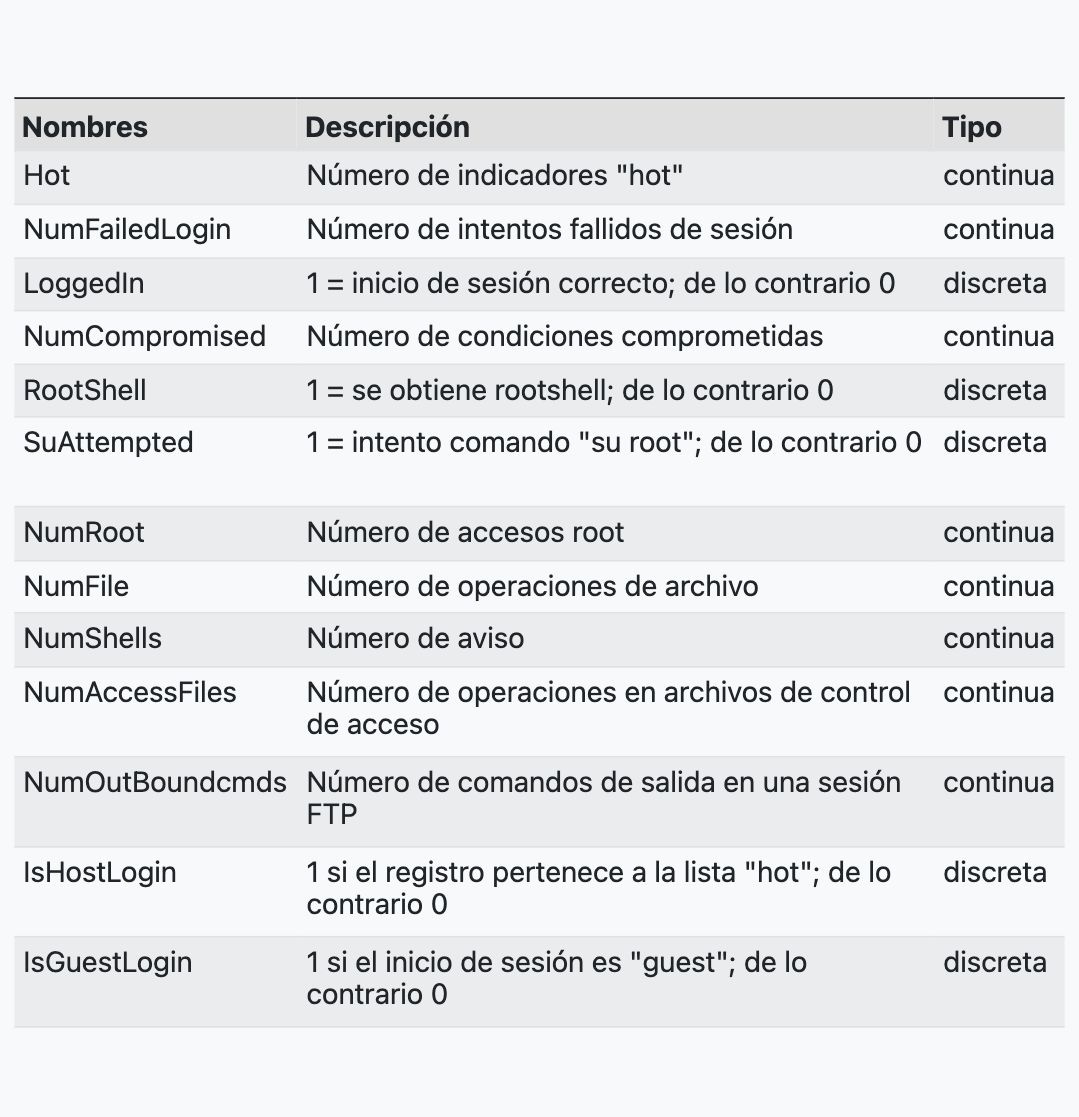 Nombres Descripción Tipo
Hot Número de indicadores "hot" continua
NumFailedLogin Número de intentos fallidos de sesión continua
LoggedIn 1 = inicio de sesión correcto; de lo contrario 0 discreta
NumCompromised Número de condiciones comprometidas continua
RootShell 1 = se obtiene rootshell; de lo contrario 0 discreta
SuAttempted 1 = intento comando "su root"; de lo contrario 0 discreta
NumRoot Número de accesos root continua
NumFile Número de operaciones de archivo continua
NumShells Número de aviso continua
NumAccessFiles Número de operaciones en archivos de control continua
de acceso
NumOutBoundcmds Número de comandos de salida en una sesión continua
FTP
IsHostLogin 1 si el registro pertenece a la lista "hot"; de lo discreta
contrario 0
IsGuestLogin 1 si el inicio de sesión es "guest"; de lo discreta
contrario 0